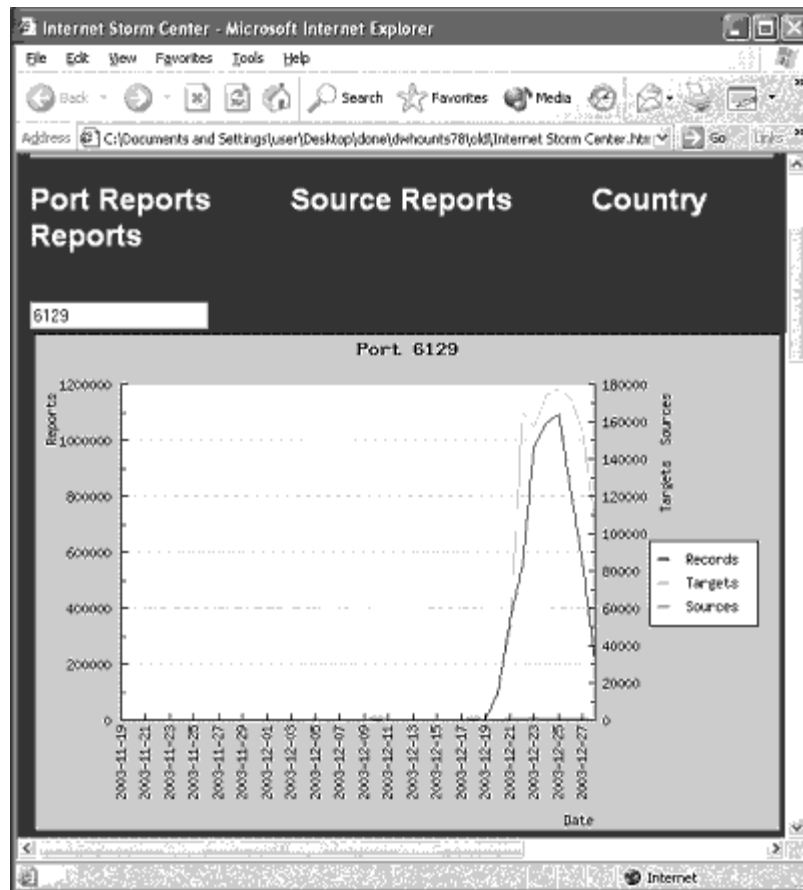 Internet Storm Center - Microsoft Internet Explorer
File Edit View Favorites Tools Help
Back Search Favorites Media
Address C:\Documents and Settings\user\Desktop\done\dwhounts78\old\Internet Storm Center.htm Go Links
Port Reports Source Reports Country
Reports
6129
Port 6129
Reports
1200000
1000000
800000
600000
400000
200000
0
180000
160000
140000
120000
100000
80000
60000
40000
20000
0
Targets Sources
Records
Targets
Sources
2003-11-19
2003-11-21
2003-11-23
2003-11-25
2003-11-27
2003-11-29
2003-12-01
2003-12-03
2003-12-05
2003-12-07
2003-12-09
2003-12-11
2003-12-13
2003-12-15
2003-12-17
2003-12-19
2003-12-21
2003-12-23
2003-12-25
2003-12-27
Date
Internet